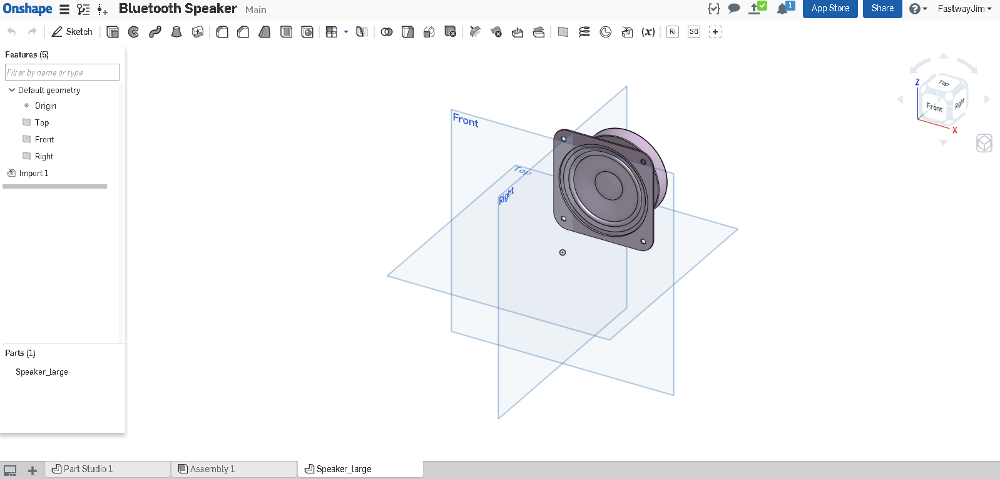 Onshape Bluetooth Speaker Main
1 App Store Share ? FastwayJim
Sketch (x) Ri SB
Features (5)
Filter by name or type
Default geometry
Origin
Top
Front
Right
Import 1
Parts (1)
Speaker_large
Front
Top
Right
Z
Top
Y
Front
Right
X
Part Studio 1
Assembly 1
Speaker_large